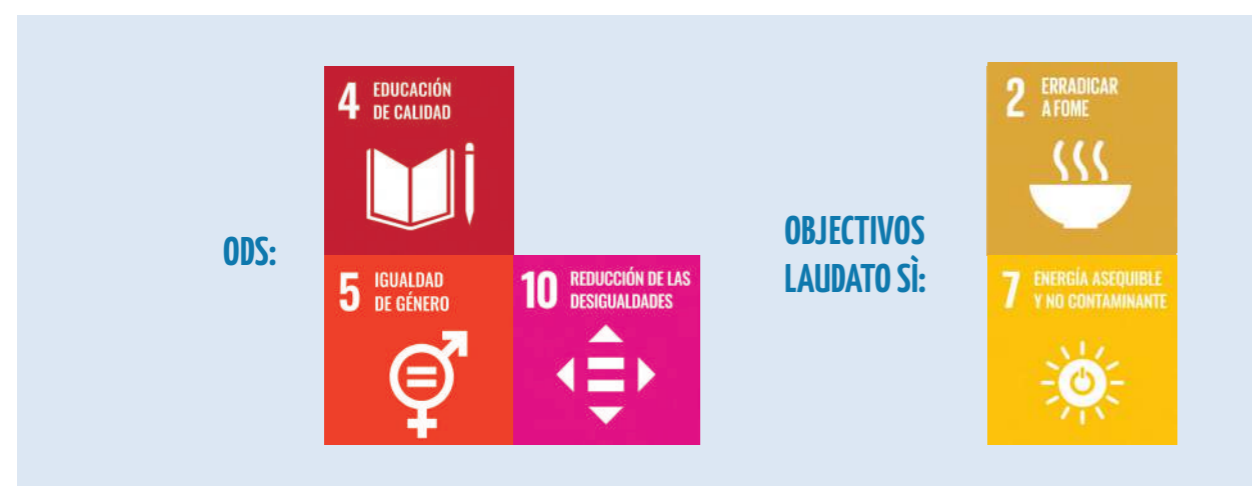 ODS:
4 EDUCACIÓN
DE CALIDAD
5 IGUALDAD
DE GÉNERO
10 REDUCCIÓN DE LAS
DESIGUALDADES
OBJECTIVOS
LAUDATO SÌ:
2 ERRADICAR
A FOME
7 ENERGÍA ASEQUIBLE
Y NO CONTAMINANTE